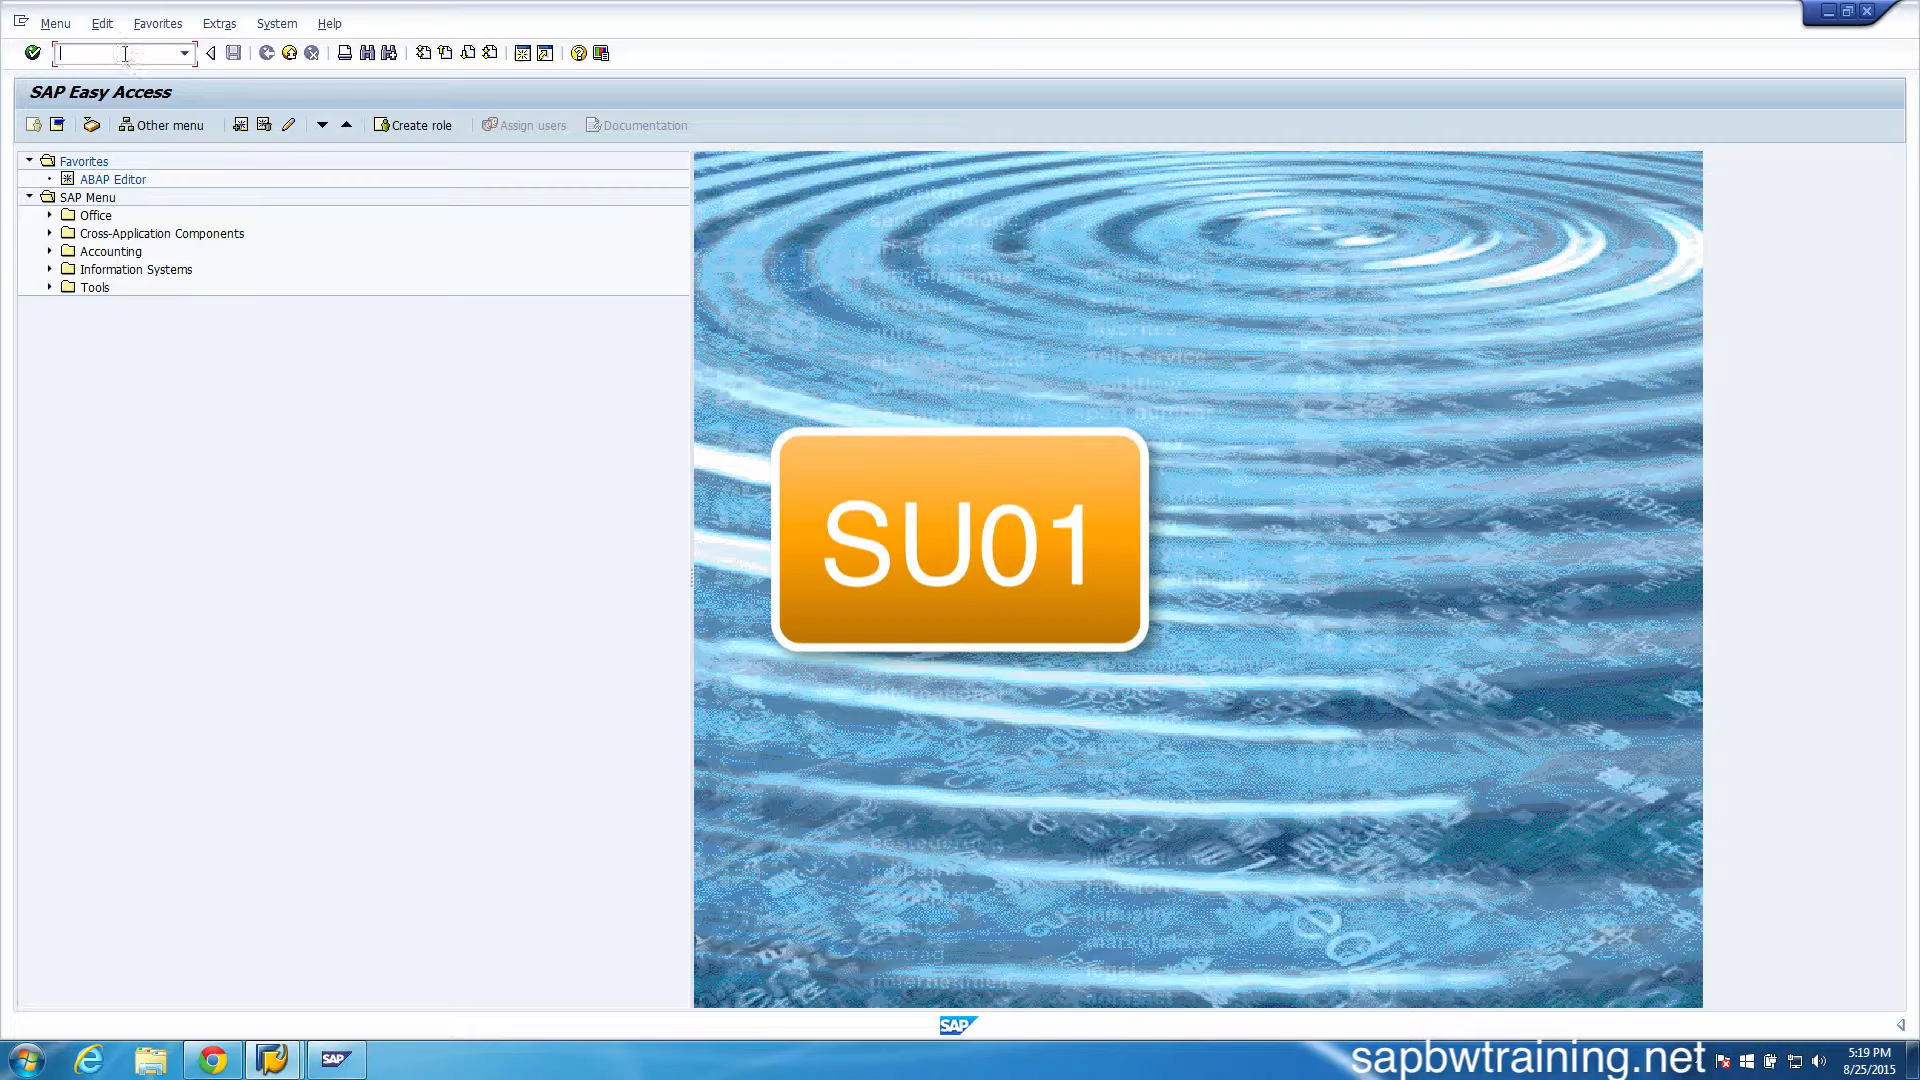 Menu Edit Favorites Extras System Help
SAP Easy Access
Other menu Create role Assign users Documentation
Favorites
ABAP Editor
SAP Menu
Office
Cross-Application Components
Accounting
Information Systems
Tools
SU01
SAP
SAP
sapbwtraining.net
5:19 PM
8/25/2015